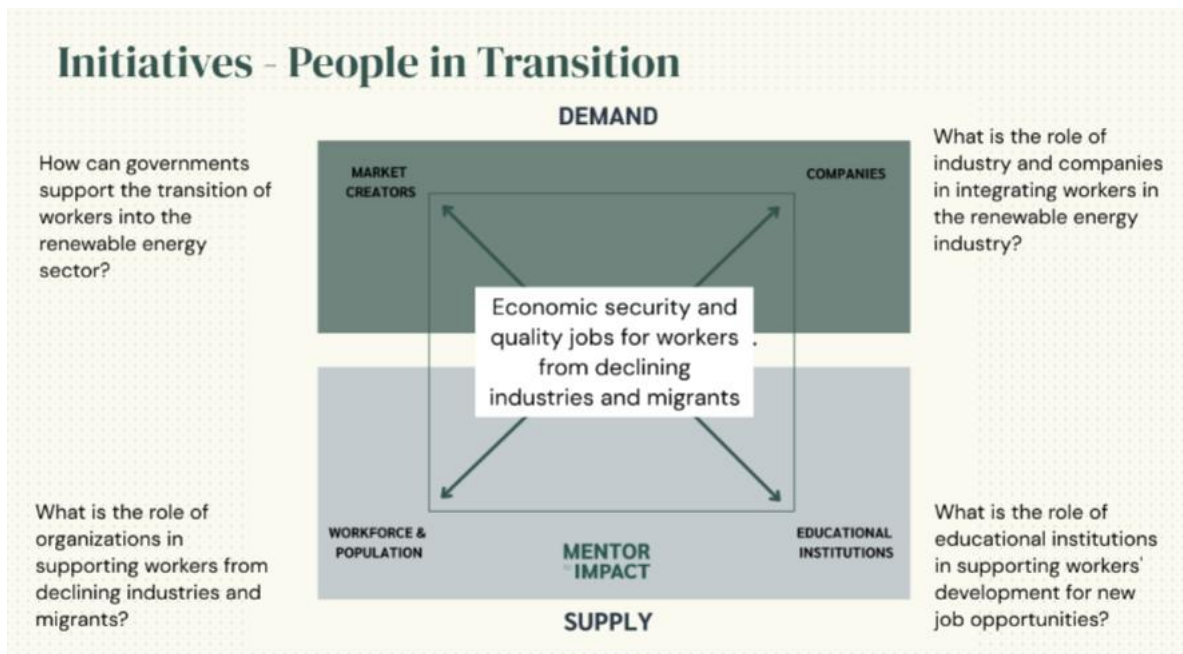 Initiatives - People in Transition
DEMAND
How can governments
support the transition of
workers into the
renewable energy
sector?
MARKET
CREATORS
COMPANIES
What is the role of
industry and companies
in integrating workers in
the renewable energy
industry?
Economic security and
quality jobs for workers .
from declining
industries and migrants
What is the role of
organizations in
supporting workers from
declining industries and
migrants?
WORKFORCE &
POPULATION
MENTOR
IMPACT
EDUCATIONAL
INSTITUTIONS
What is the role of
educational institutions
in supporting workers'
development for new
job opportunities?
SUPPLY